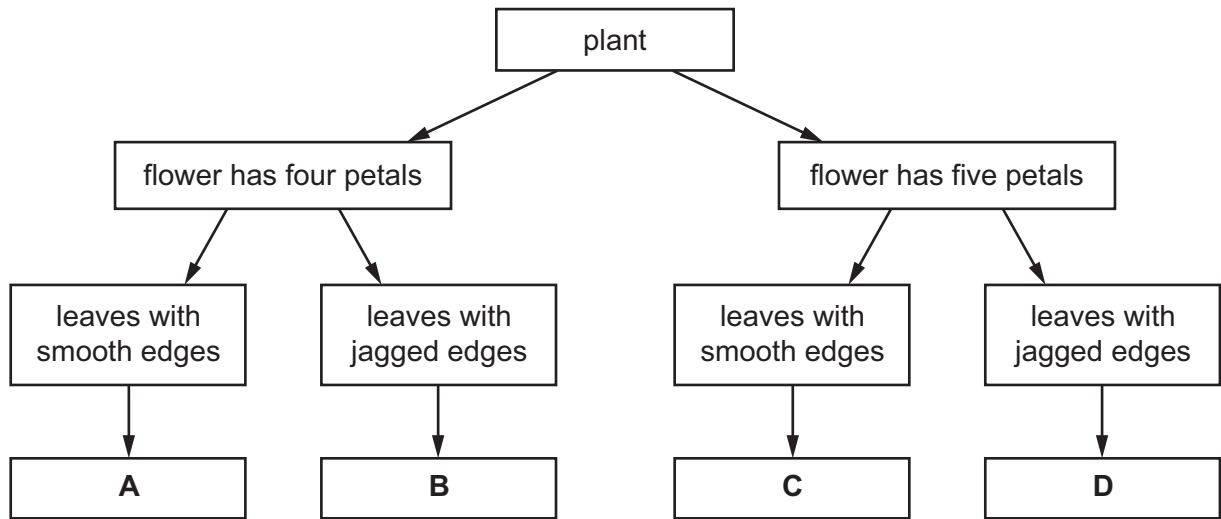 plant
flower has four petals
flower has five petals
leaves with
smooth edges
leaves with
jagged edges
leaves with
smooth edges
leaves with
jagged edges
A
B
C
D